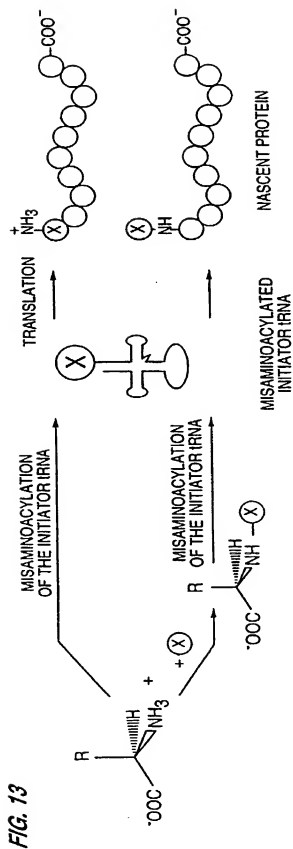 FIG. 13
R
H
-OOC
NH3
+
+ X
MISAMINOACYLATION
OF THE INITIATOR tRNA
R
H
-OOC
NH
X
MISAMINOACYLATION
OF THE INITIATOR tRNA
X
MISAMINOACYLATED
INITIATOR tRNA
TRANSLATION
+
NH3
X
COO-
X
NH
COO-
NASCENT PROTEIN